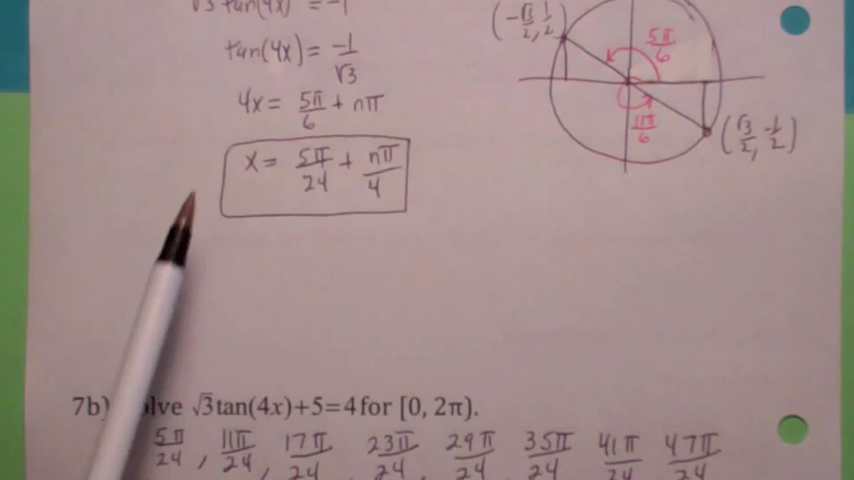 √3 tan(4x) = -1
tan(4x) = -1/√3
4x = 5π/6 + nπ
x = 5π/24 + nπ/4
(-√3/2, 1/2)
5π/6
11π/6
(√3/2, -1/2)
7b) lve √3tan(4x)+5=4 for [0, 2π).
5π/24, 11π/24, 17π/24, 23π/24, 29π/24, 35π/24, 41π/24, 47π/24